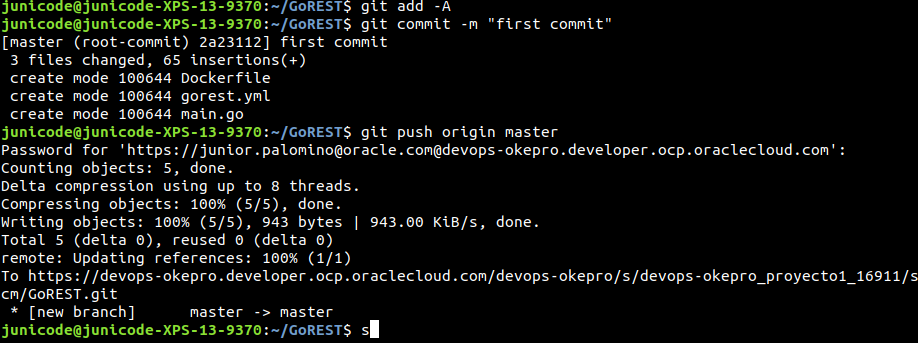 junicode@junicode-XPS-13-9370:~/GoREST$ git add -A
junicode@junicode-XPS-13-9370:~/GoREST$ git commit -m "first commit"
[master (root-commit) 2a23112] first commit
 3 files changed, 65 insertions(+)
 create mode 100644 Dockerfile
 create mode 100644 gorest.yml
 create mode 100644 main.go
junicode@junicode-XPS-13-9370:~/GoREST$ git push origin master
Password for 'https://junior.palomino@oracle.com@devops-okepro.developer.ocp.oraclecloud.com':
Counting objects: 5, done.
Delta compression using up to 8 threads.
Compressing objects: 100% (5/5), done.
Writing objects: 100% (5/5), 943 bytes | 943.00 KiB/s, done.
Total 5 (delta 0), reused 0 (delta 0)
remote: Updating references: 100% (1/1)
To https://devops-okepro.developer.ocp.oraclecloud.com/devops-okepro/s/devops-okepro_proyecto1_16911/s
cm/GoREST.git
 * [new branch]      master -> master
junicode@junicode-XPS-13-9370:~/GoREST$ s